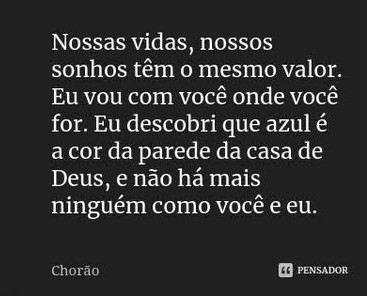 Nossas vidas, nossos
sonhos têm o mesmo valor.
Eu vou com você onde você
for. Eu descobri que azul é
a cor da parede da casa de
Deus, e não há mais
ninguém como você e eu.
Chorão
PENSADOR